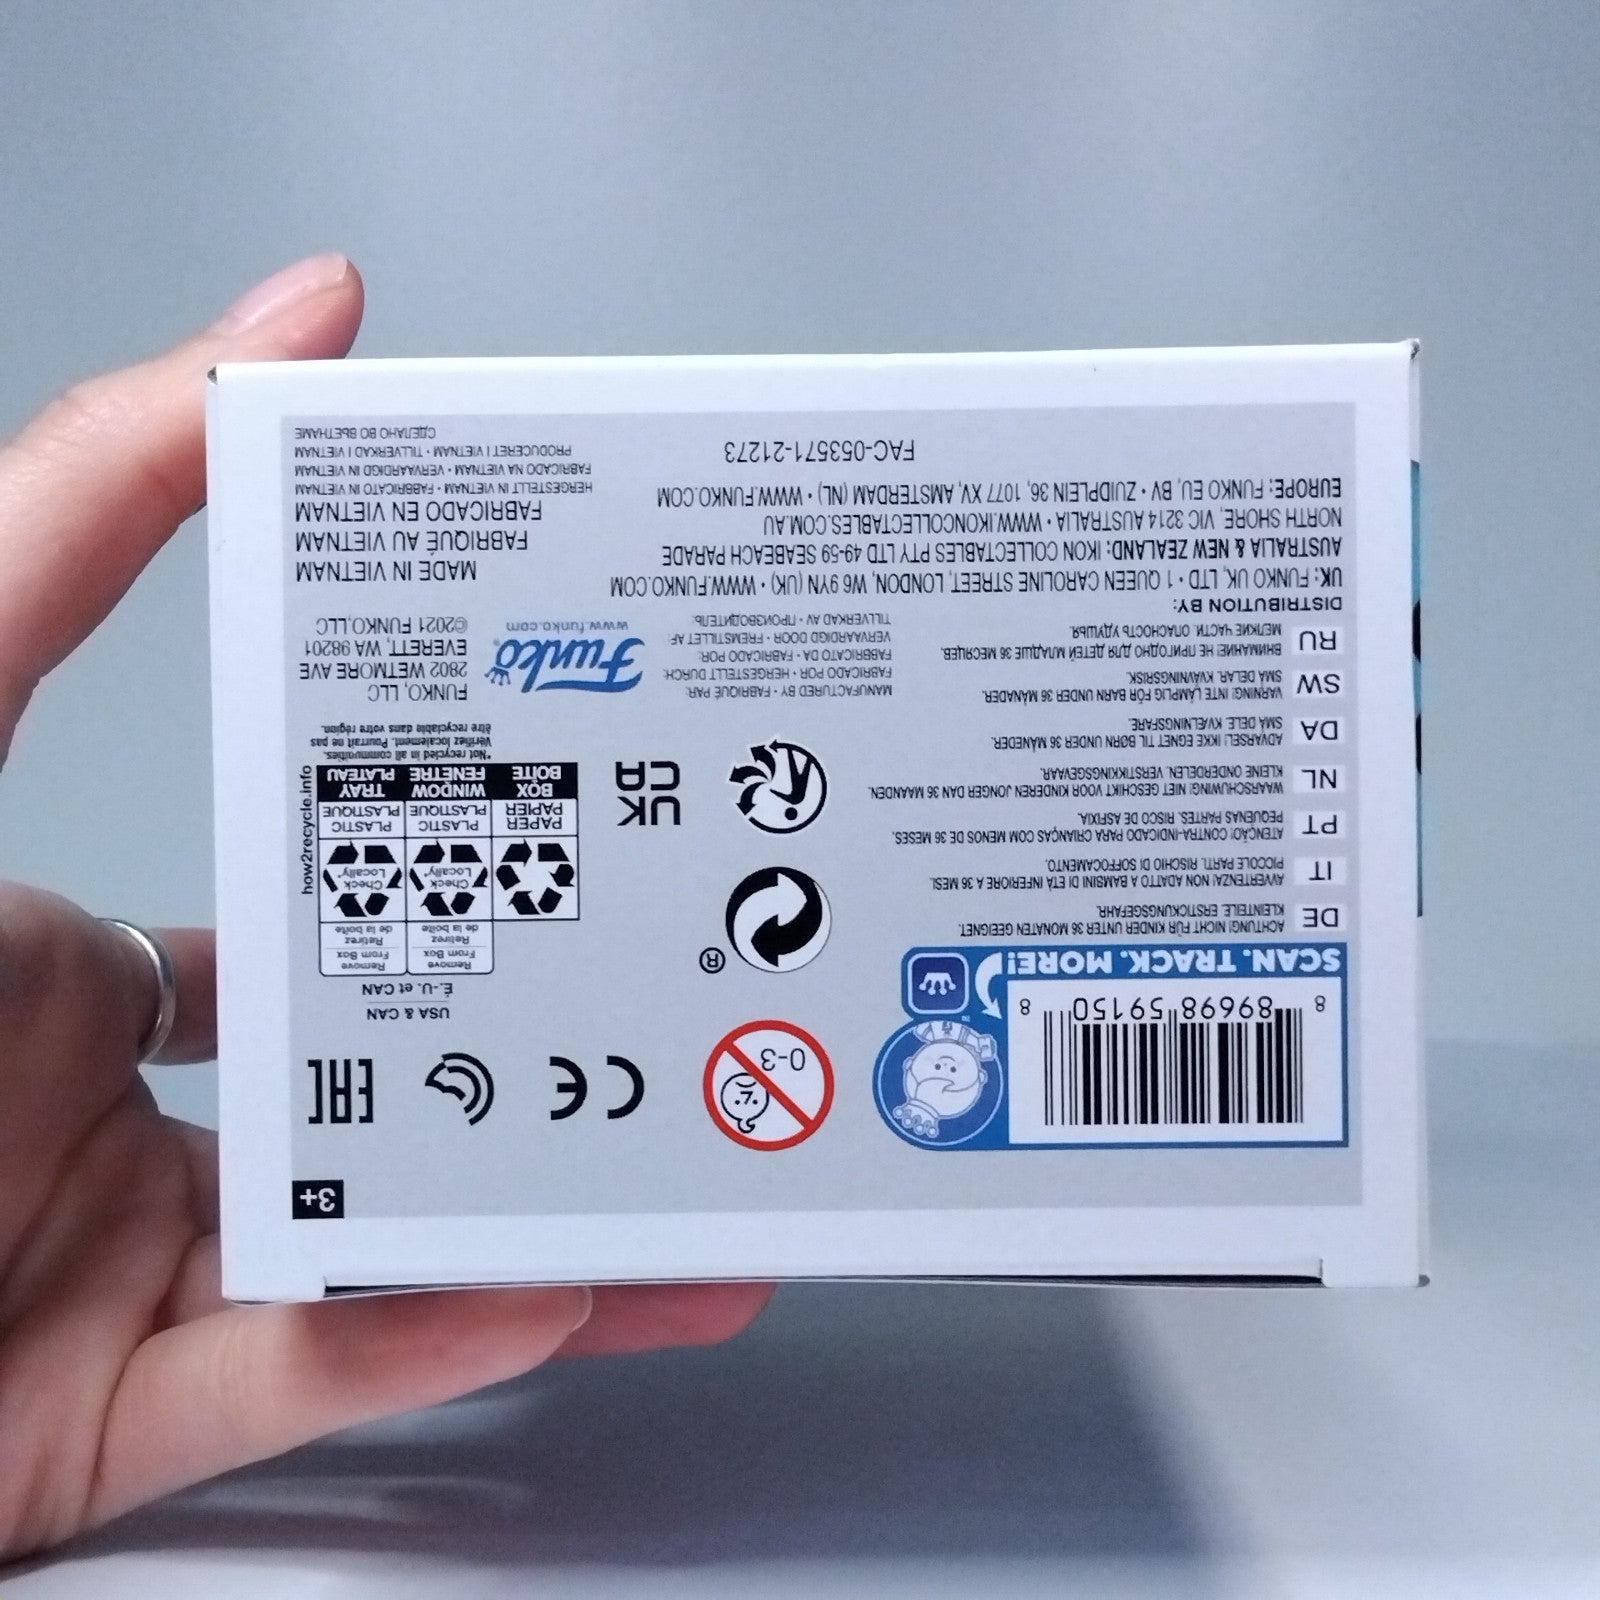 8 89698 59150 8
SCAN. TRACK. MORE!
DE
ACHTUNG! NICHT FÜR KINDER UNTER 36 MONATEN GEEIGNET.
KLEINTEILE. ERSTICKUNGSGEFAHR.
IT
AVVERTENZA! NON ADATTO A BAMBINI DI ETÀ INFERIORE A 36 MESI.
PICCOLE PARTI. RISCHIO DI SOFFOCAMENTO.
PT
ATENÇÃO! CONTRA-INDICADO PARA CRIANÇAS COM MENOS DE 36 MESES.
PEQUENAS PARTES. RISCO DE ASFIXIA.
NL
WAARSCHUWING! NIET GESCHIKT VOOR KINDEREN JONGER DAN 36 MAANDEN.
KLEINE ONDERDELEN. VERSTIKKINGSGEVAAR.
DA
ADVARSEL! IKKE EGNET TIL BØRN UNDER 36 MÅNEDER.
SMÅ DELE. KVÆLNINGSFARE.
SW
VARNING! INTE LÄMPLIG FÖR BARN UNDER 36 MÅNADER.
SMÅ DELAR. KVÄVNINGSRISK.
RU
ВНИМАНИЕ! НЕ ПРИГОДНО ДЛЯ ДЕТЕЙ МЛАДШЕ 36 МЕСЯЦЕВ.
МЕЛКИЕ ЧАСТИ. ОПАСНОСТЬ УДУШЬЯ.
DISTRIBUTION BY:
UK: FUNKO UK, LTD • 1 QUEEN CAROLINE STREET, LONDON, W6 9YN (UK) • WWW.FUNKO.COM
AUSTRALIA & NEW ZEALAND: IKON COLLECTABLES PTY LTD 49-59 SEABEACH PARADE
NORTH SHORE, VIC 3214 AUSTRALIA • WWW.IKONCOLLECTABLES.COM.AU
EUROPE: FUNKO EU, BV • ZUIDPLEIN 36, 1077 XV, AMSTERDAM (NL) • WWW.FUNKO.COM
FAC-053571-21273
3+
0-3
CE
EAC
®
UK
CA
USA & CAN
É.-U. et CAN
Remove
From Box
Retirez
de la boîte
Remove
From Box
Retirez
de la boîte
Check
Locally*
Check
Locally*
PAPER
PAPIER
BOX
BOÎTE
PLASTIC
PLASTIQUE
WINDOW
FENÊTRE
PLASTIC
PLASTIQUE
TRAY
PLATEAU
how2recycle.info
*Not recycled in all communities.
Vérifiez localement. Pourrait ne pas
être recyclable dans votre région.
MANUFACTURED BY • FABRIQUÉ PAR:
FABRICADO POR • HERGESTELLT DURCH:
FABBRICATO DA • FABRICADO POR:
VERVAARDIGD DOOR • FREMSTILLET AF:
TILLVERKAD AV • ПРОИЗВОДИТЕЛЬ:
Funko®
www.funko.com
FUNKO, LLC
2802 WETMORE AVE
EVERETT, WA 98201
©2021 FUNKO,LLC
MADE IN VIETNAM
FABRIQUÉ AU VIETNAM
FABRICADO EN VIETNAM
HERGESTELLT IN VIETNAM • FABBRICATO IN VIETNAM
FABRICADO NA VIETNAM • VERVAARDIGD IN VIETNAM
PRODUCERET I VIETNAM • TILLVERKAD I VIETNAM
СДЕЛАНО ВО ВЬЕТНАМЕ